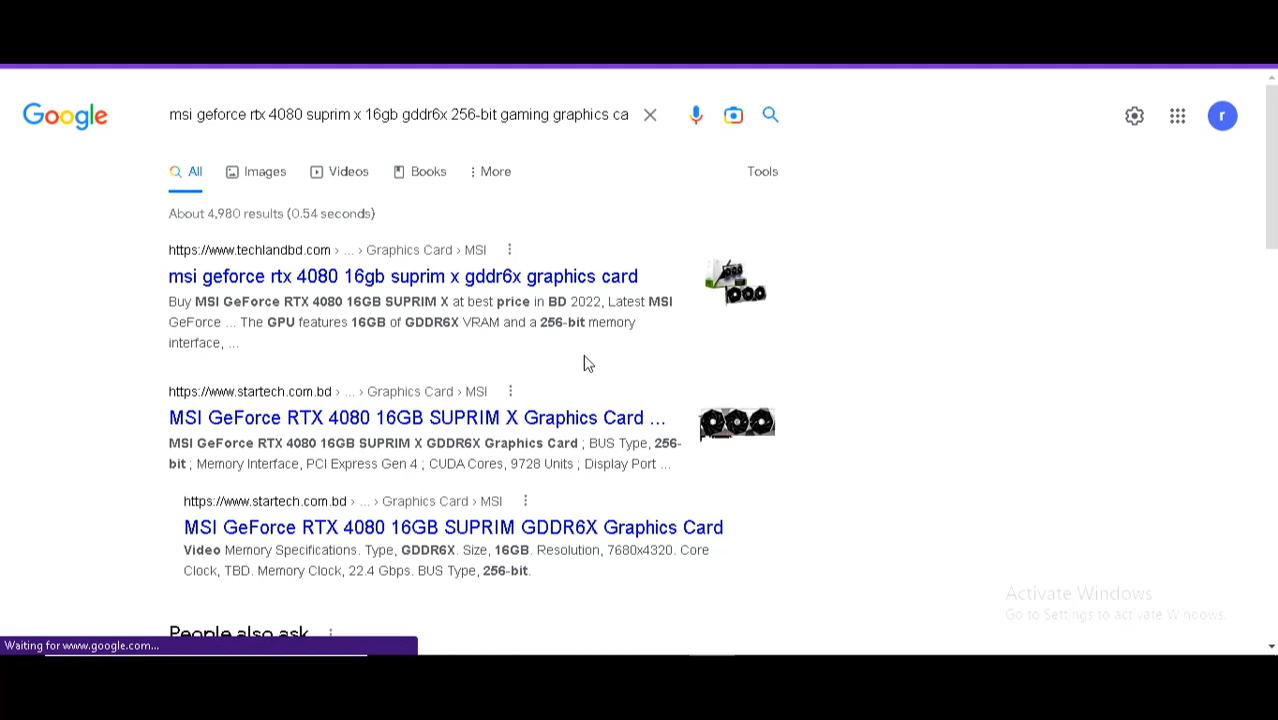 Google
msi geforce rtx 4080 suprim x 16gb gddr6x 256-bit gaming graphics ca
r
All Images Videos Books More Tools
About 4,980 results (0.54 seconds)
https://www.techlandbd.com › ... › Graphics Card › MSI
msi geforce rtx 4080 16gb suprim x gddr6x graphics card
Buy MSI GeForce RTX 4080 16GB SUPRIM X at best price in BD 2022, Latest MSI
GeForce ... The GPU features 16GB of GDDR6X VRAM and a 256-bit memory
interface, ...
https://www.startech.com.bd › ... › Graphics Card › MSI
MSI GeForce RTX 4080 16GB SUPRIM X Graphics Card ...
MSI GeForce RTX 4080 16GB SUPRIM X GDDR6X Graphics Card ; BUS Type, 256-
bit ; Memory Interface, PCI Express Gen 4 ; CUDA Cores, 9728 Units ; Display Port ...
https://www.startech.com.bd › ... › Graphics Card › MSI
MSI GeForce RTX 4080 16GB SUPRIM GDDR6X Graphics Card
Video Memory Specifications. Type, GDDR6X. Size, 16GB. Resolution, 7680x4320. Core
Clock, TBD. Memory Clock, 22.4 Gbps. BUS Type, 256-bit.
Activate Windows
Go to Settings to activate Windows.
People also ask
Waiting for www.google.com...